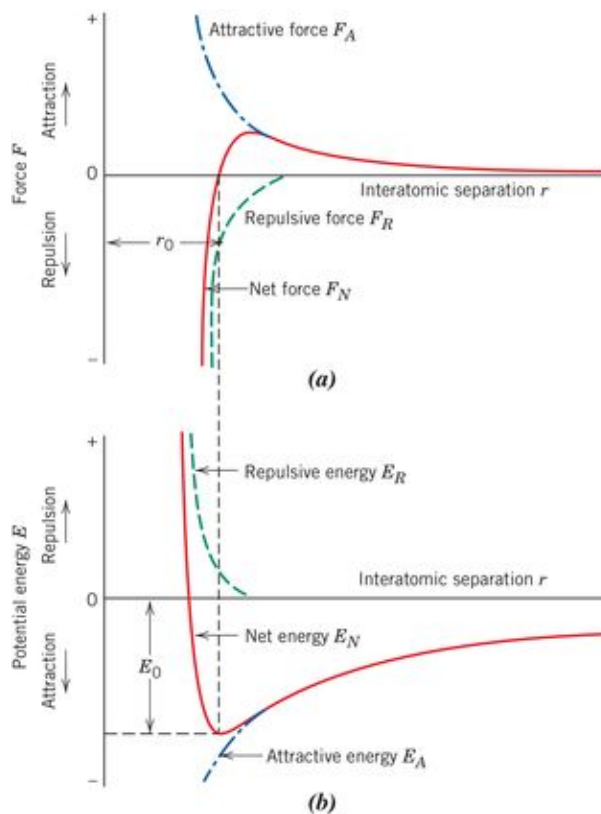 +
Attractive force F_A
Attraction
Force F
0
Interatomic separation r
Repulsion
r_0
Repulsive force F_R
Net force F_N
–
(a)
+
Repulsive energy E_R
Repulsion
Potential energy E
Interatomic separation r
0
Net energy E_N
E_0
Attraction
Attractive energy E_A
–
(b)